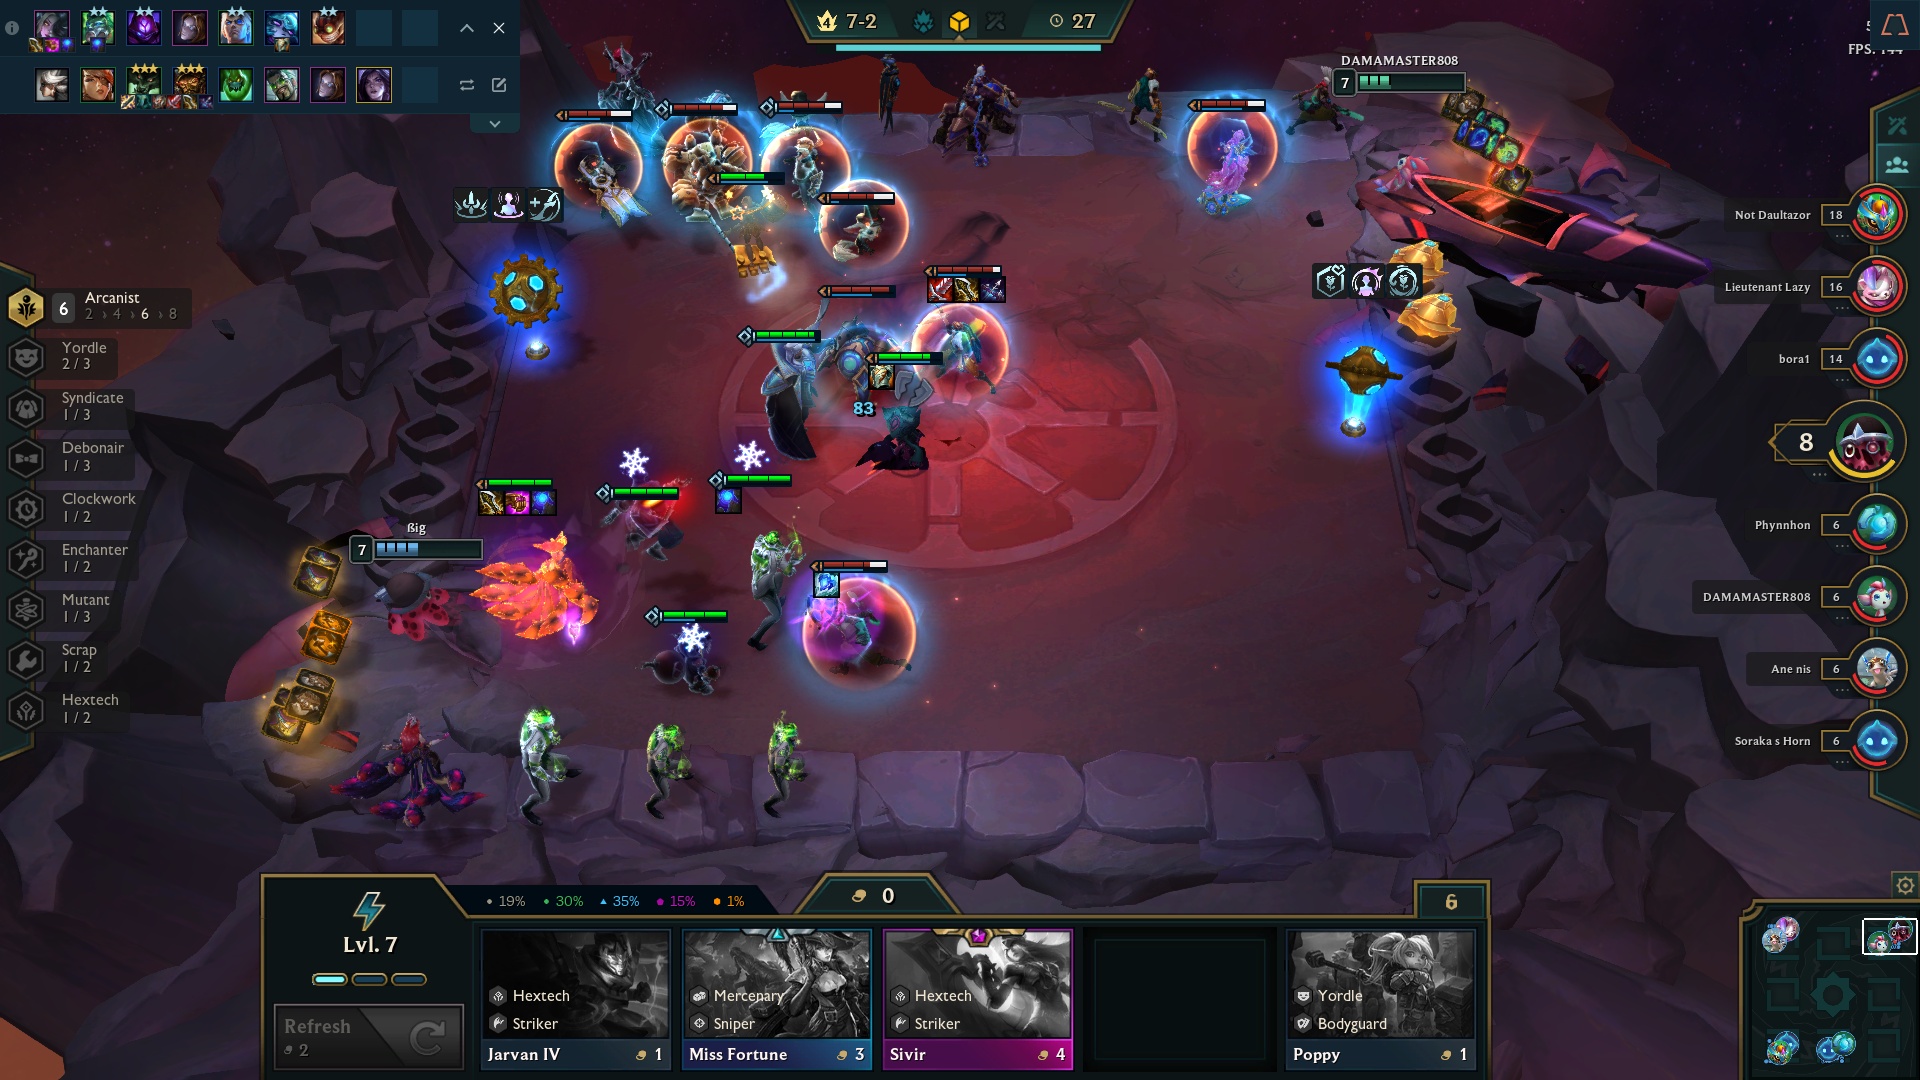 4 7-2
27
FPS: 144
DAMAMASTER808
7
Not Daultazor 18
Lieutenant Lazy 16
bora1 14
8
Phynnhon 6
DAMAMASTER808 6
Ane nis 6
Soraka s Horn 6
6 Arcanist
2 › 4 › 6 › 8
Yordle
2 / 3
Syndicate
1 / 3
Debonair
1 / 3
Clockwork
1 / 2
Enchanter
1 / 2
Mutant
1 / 3
Scrap
1 / 2
Hextech
1 / 2
83
ßig
7
19% 30% 35% 15% 1%
0
6
Lvl. 7
Refresh
2
Hextech
Striker
Jarvan IV 1
Mercenary
Sniper
Miss Fortune 3
Hextech
Striker
Sivir 4
Yordle
Bodyguard
Poppy 1